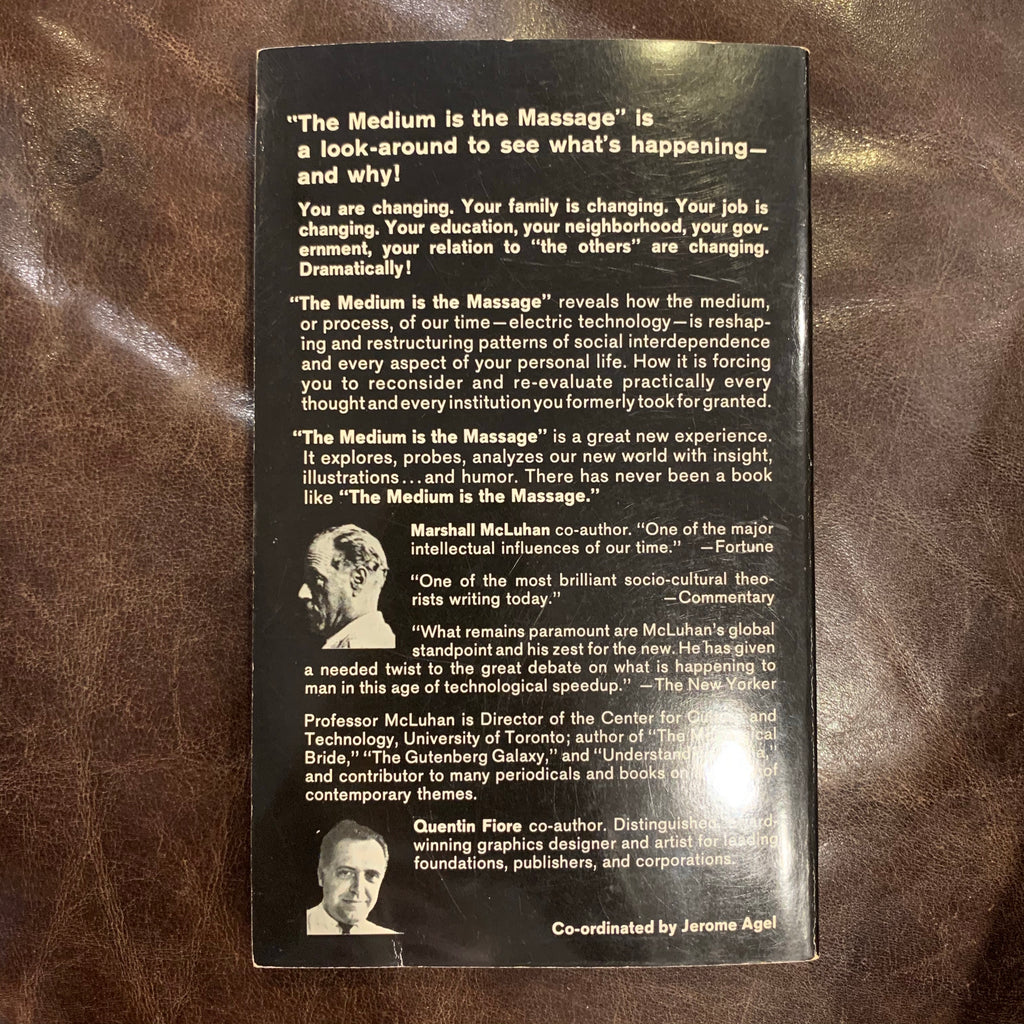 “The Medium is the Massage” is
a look-around to see what’s happening—
and why!
You are changing. Your family is changing. Your job is
changing. Your education, your neighborhood, your gov-
ernment, your relation to “the others” are changing.
Dramatically!
“The Medium is the Massage” reveals how the medium,
or process, of our time—electric technology—is reshap-
ing and restructuring patterns of social interdependence
and every aspect of your personal life. How it is forcing
you to reconsider and re-evaluate practically every
thought and every institution you formerly took for granted.
“The Medium is the Massage” is a great new experience.
It explores, probes, analyzes our new world with insight,
illustrations...and humor. There has never been a book
like “The Medium is the Massage.”
Marshall McLuhan co-author. “One of the major
intellectual influences of our time.” —Fortune
“One of the most brilliant socio-cultural theo-
rists writing today.” —Commentary
“What remains paramount are McLuhan’s global
standpoint and his zest for the new. He has given
a needed twist to the great debate on what is happening to
man in this age of technological speedup.” —The New Yorker
Professor McLuhan is Director of the Center for and
Technology, University of Toronto; author of “The
Bride,” “The Gutenberg Galaxy,” and
and contributor to many periodicals and books of
contemporary themes.
Quentin Fiore co-author. Distinguished,
winning graphics designer and artist for leading
foundations, publishers, and corporations.
Co-ordinated by Jerome Agel